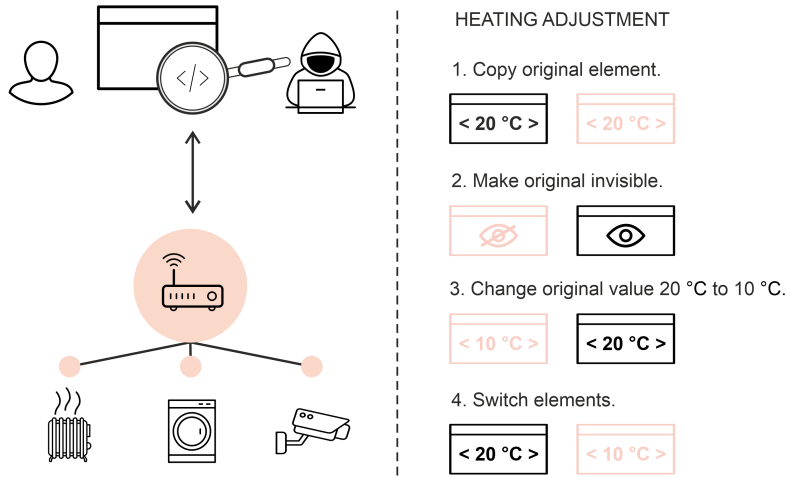 </>
HEATING ADJUSTMENT
1. Copy original element.
< 20 °C > < 20 °C >
2. Make original invisible.
3. Change original value 20 °C to 10 °C.
< 10 °C > < 20 °C >
4. Switch elements.
< 20 °C > < 10 °C >